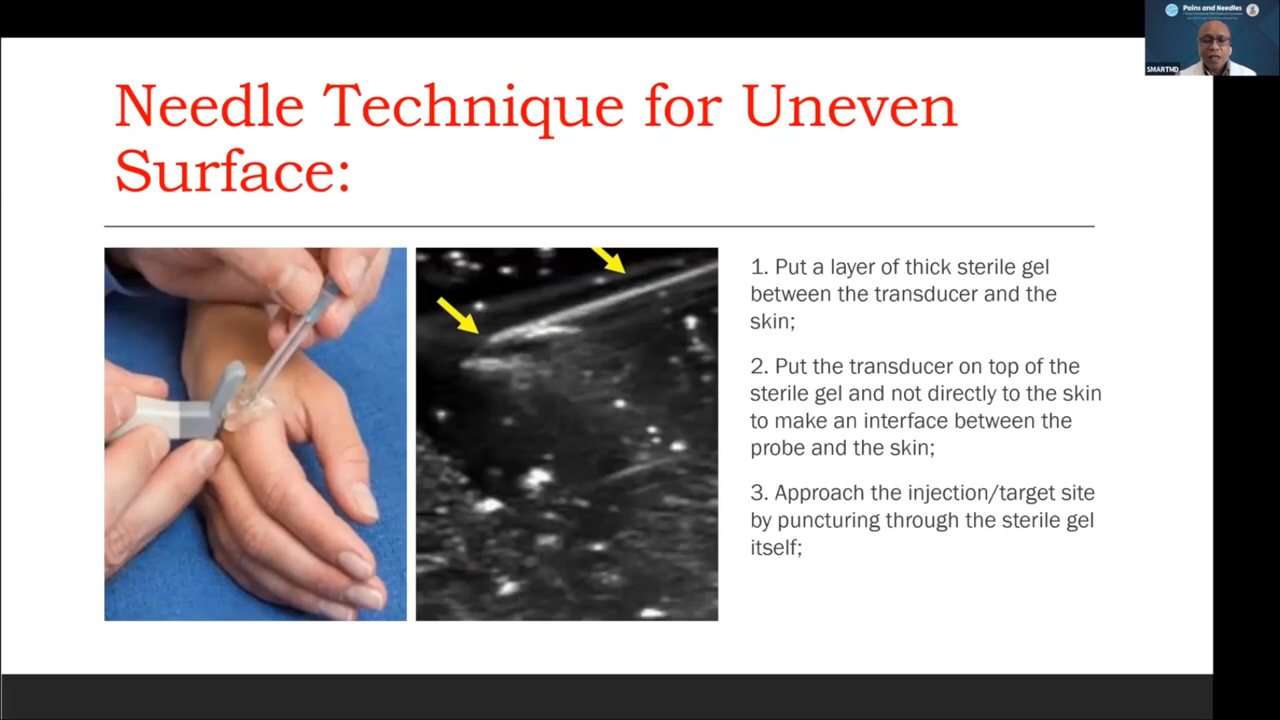 Pains and Needles
SMARTMD
Needle Technique for Uneven
Surface:
1. Put a layer of thick sterile gel
between the transducer and the
skin;
2. Put the transducer on top of the
sterile gel and not directly to the skin
to make an interface between the
probe and the skin;
3. Approach the injection/target site
by puncturing through the sterile gel
itself;